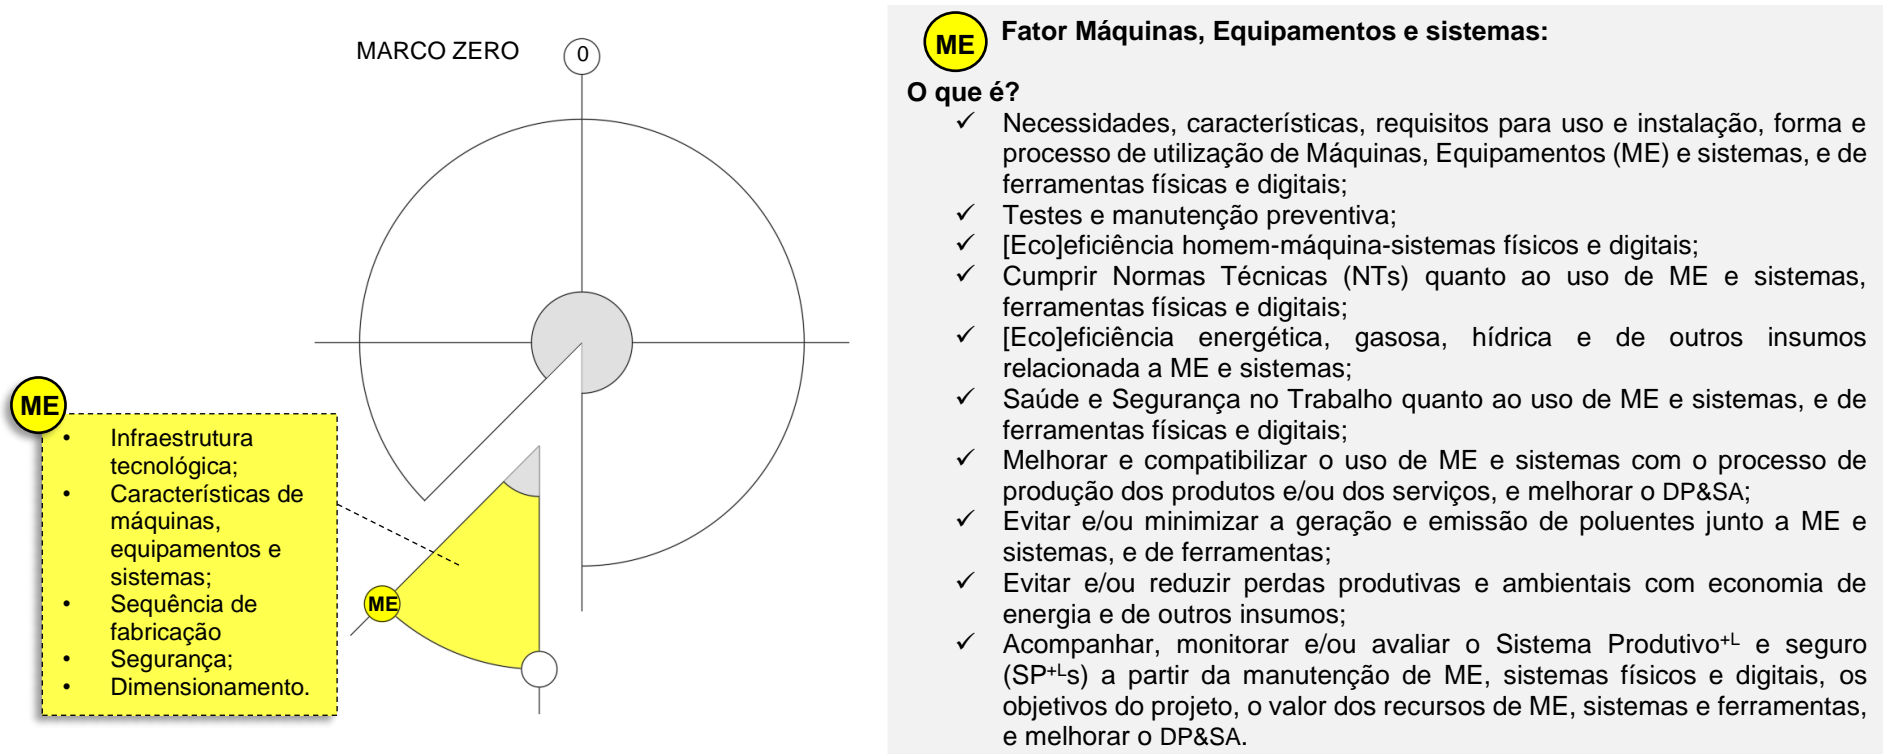 MARCO ZERO
0
ME
• Infraestrutura
tecnológica;
• Características de
máquinas,
equipamentos e
sistemas;
• Sequência de
fabricação
• Segurança;
• Dimensionamento.
ME
ME
Fator Máquinas, Equipamentos e sistemas:
O que é?
✓ Necessidades, características, requisitos para uso e instalação, forma e
processo de utilização de Máquinas, Equipamentos (ME) e sistemas, e de
ferramentas físicas e digitais;
✓ Testes e manutenção preventiva;
✓ [Eco]eficiência homem-máquina-sistemas físicos e digitais;
✓ Cumprir Normas Técnicas (NTs) quanto ao uso de ME e sistemas,
ferramentas físicas e digitais;
✓ [Eco]eficiência energética, gasosa, hídrica e de outros insumos
relacionada a ME e sistemas;
✓ Saúde e Segurança no Trabalho quanto ao uso de ME e sistemas, e de
ferramentas físicas e digitais;
✓ Melhorar e compatibilizar o uso de ME e sistemas com o processo de
produção dos produtos e/ou dos serviços, e melhorar o DP&SA;
✓ Evitar e/ou minimizar a geração e emissão de poluentes junto a ME e
sistemas, e de ferramentas;
✓ Evitar e/ou reduzir perdas produtivas e ambientais com economia de
energia e de outros insumos;
✓ Acompanhar, monitorar e/ou avaliar o Sistema Produtivo⁺ᴸ e seguro
(SP⁺ᴸs) a partir da manutenção de ME, sistemas físicos e digitais, os
objetivos do projeto, o valor dos recursos de ME, sistemas e ferramentas,
e melhorar o DP&SA.